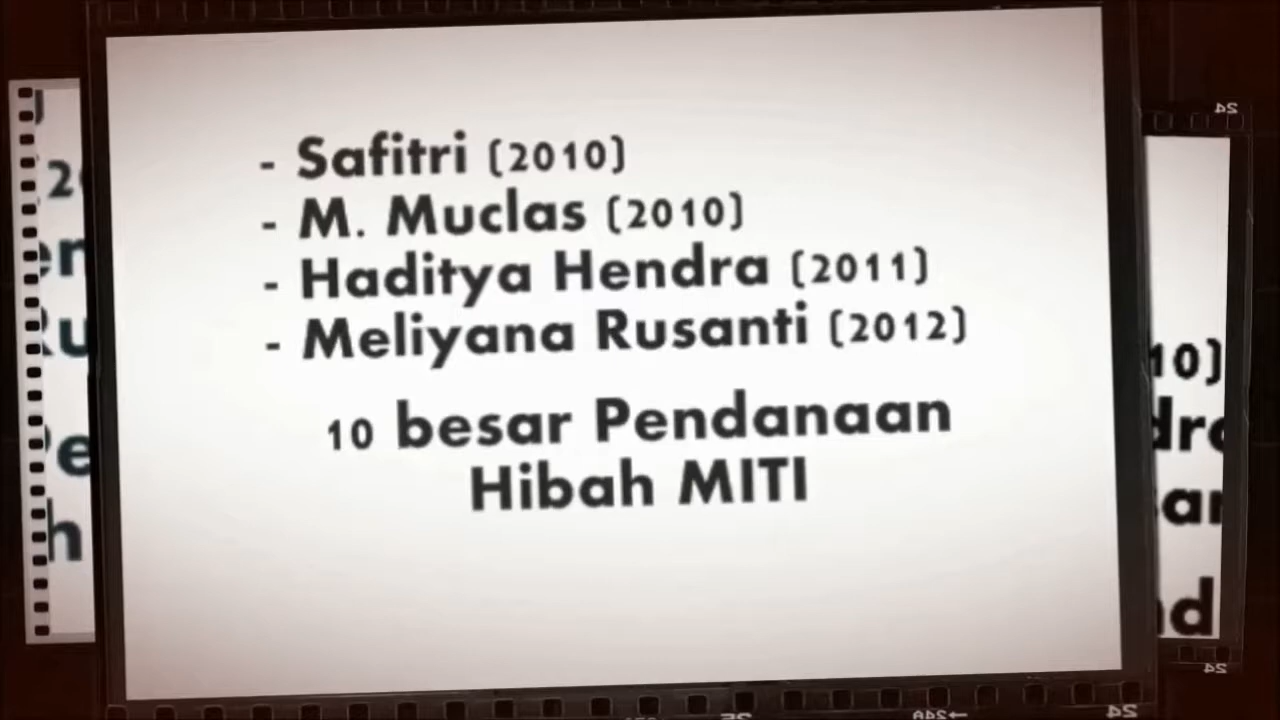 - Safitri (2010)
- M. Muclas (2010)
- Haditya Hendra (2011)
- Meliyana Rusanti (2012)
10 besar Pendanaan
Hibah MITI